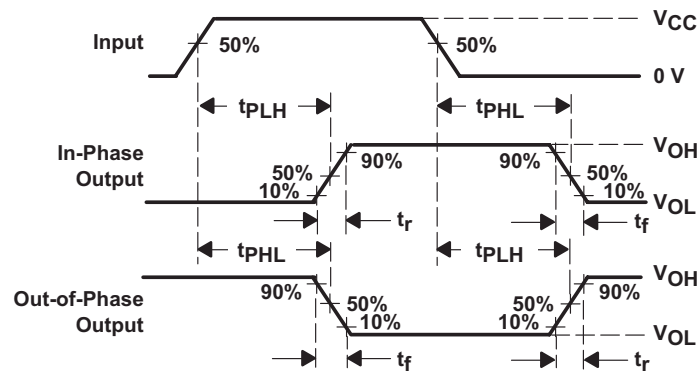 VCC
Input
50%
50%
0 V
tPLH
tPHL
In-Phase
Output
VOH
90%
90%
50%
50%
10%
10%
VOL
tr
tf
tPHL
tPLH
Out-of-Phase
Output
VOH
90%
90%
50%
50%
10%
10%
VOL
tf
tr